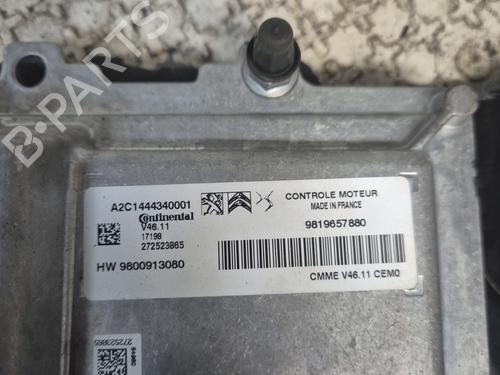 B-PARTS
A2C1444340001
Continental
V46.11
17198
272523865
HW 9800913080
CONTROLE MOTEUR
MADE IN FRANCE
9819657880
CMME V46.11 CEM0
272523865